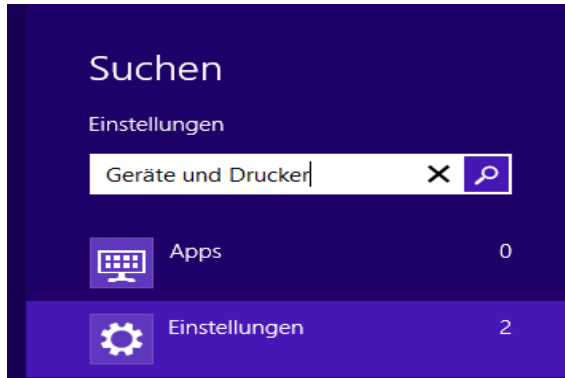 Suchen
Einstellungen
Geräte und Drucker
Apps 0
Einstellungen 2